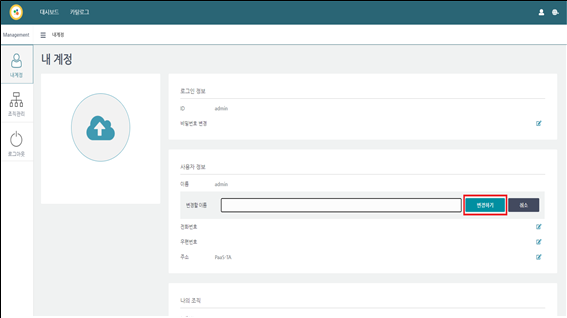 대시보드 카탈로그
Management 내계정
내계정
조직관리
로그아웃
내 계정
로그인 정보
ID admin
비밀번호 변경
사용자 정보
이름 admin
변경할 이름 변경하기 취소
전화번호
우편번호
주소 PaaS-TA
나의 조직